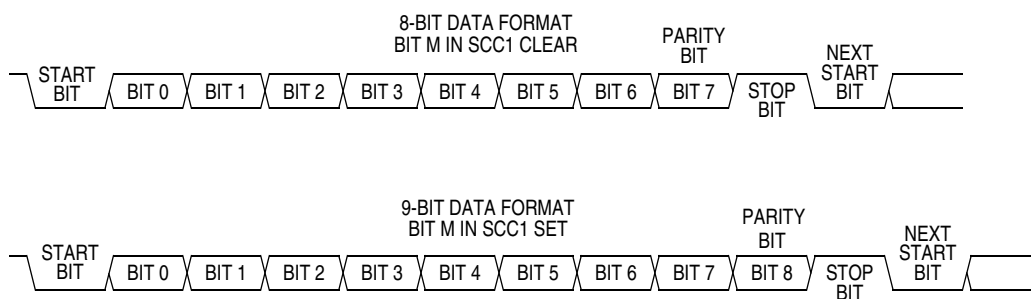 8-BIT DATA FORMAT
BIT M IN SCC1 CLEAR
PARITY
BIT
START
BIT
BIT 0
BIT 1
BIT 2
BIT 3
BIT 4
BIT 5
BIT 6
BIT 7
STOP
BIT
NEXT
START
BIT
9-BIT DATA FORMAT
BIT M IN SCC1 SET
PARITY
BIT
START
BIT
BIT 0
BIT 1
BIT 2
BIT 3
BIT 4
BIT 5
BIT 6
BIT 7
BIT 8
STOP
BIT
NEXT
START
BIT